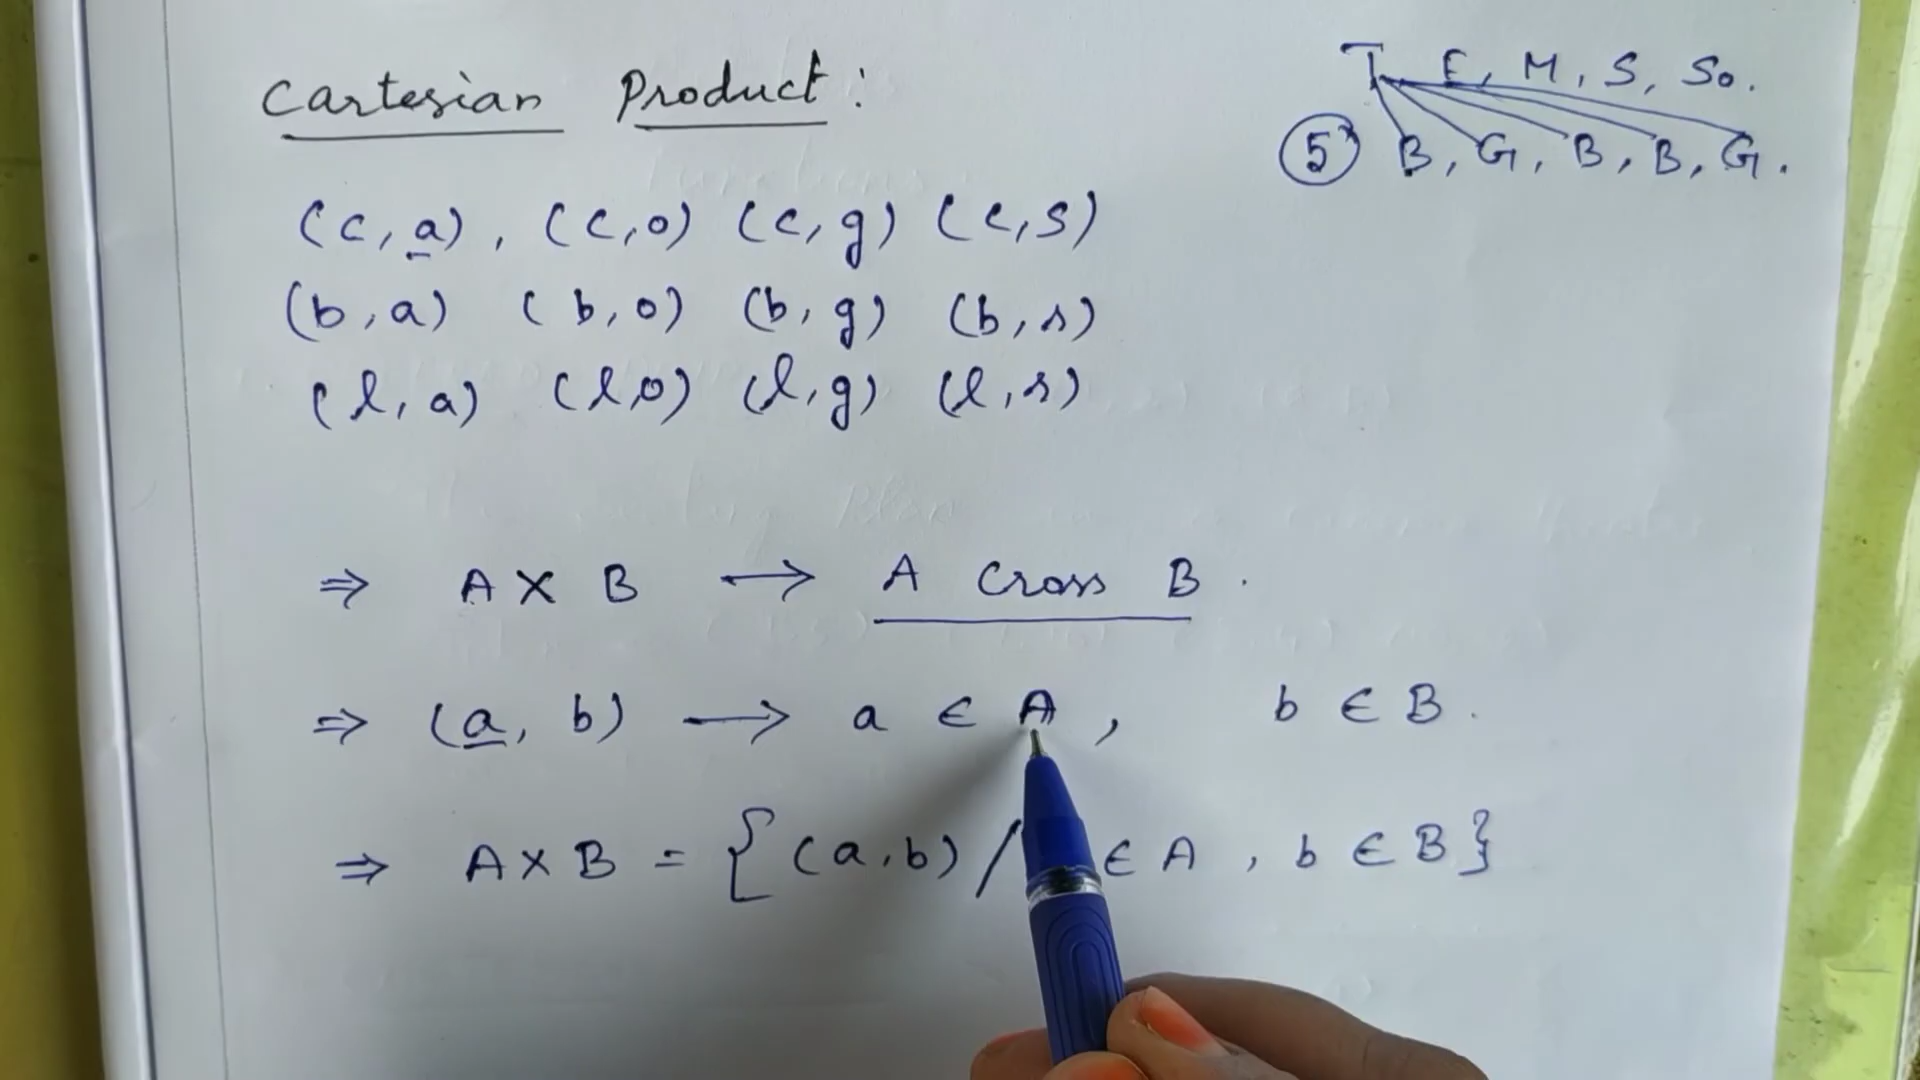 Cartesian Product :
T E, M, S, So.
5 B, G, B, B, G.
(c, a), (c, o) (c, g) (c, s)
(b, a) (b, o) (b, g) (b, s)
(l, a) (l, o) (l, g) (l, s)
⇒ A X B ⟶ A Cross B.
⇒ (a, b) ⟶ a ∈ A, b ∈ B.
⇒ A X B = {(a, b) / ∈ A, b ∈ B}